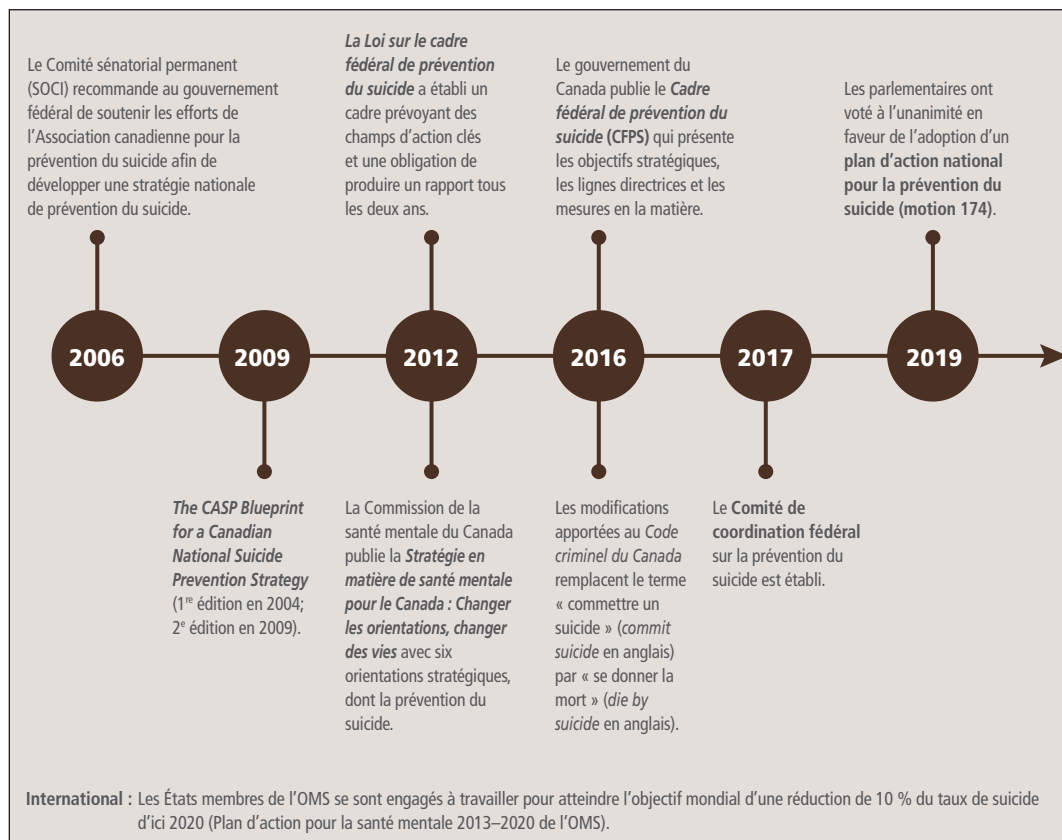 Le Comité sénatorial permanent
(SOCI) recommande au gouvernement
fédéral de soutenir les efforts de
l’Association canadienne pour la
prévention du suicide afin de
développer une stratégie nationale
de prévention du suicide.
La Loi sur le cadre
fédéral de prévention
du suicide a établi un
cadre prévoyant des
champs d’action clés
et une obligation de
produire un rapport tous
les deux ans.
Le gouvernement du
Canada publie le Cadre
fédéral de prévention du
suicide (CFPS) qui présente
les objectifs stratégiques,
les lignes directrices et les
mesures en la matière.
Les parlementaires ont
voté à l’unanimité en
faveur de l’adoption d’un
plan d’action national
pour la prévention du
suicide (motion 174).
2006
2009
2012
2016
2017
2019
The CASP Blueprint
for a Canadian
National Suicide
Prevention Strategy
(1re édition en 2004;
2e édition en 2009).
La Commission de la
santé mentale du Canada
publie la Stratégie en
matière de santé mentale
pour le Canada : Changer
les orientations, changer
des vies avec six
orientations stratégiques,
dont la prévention du
suicide.
Les modifications
apportées au Code
criminel du Canada
remplacent le terme
« commettre un
suicide » (commit
suicide en anglais)
par « se donner la
mort » (die by
suicide en anglais).
Le Comité de
coordination fédéral
sur la prévention du
suicide est établi.
International : Les États membres de l’OMS se sont engagés à travailler pour atteindre l’objectif mondial d’une réduction de 10 % du taux de suicide
d’ici 2020 (Plan d’action pour la santé mentale 2013–2020 de l’OMS).